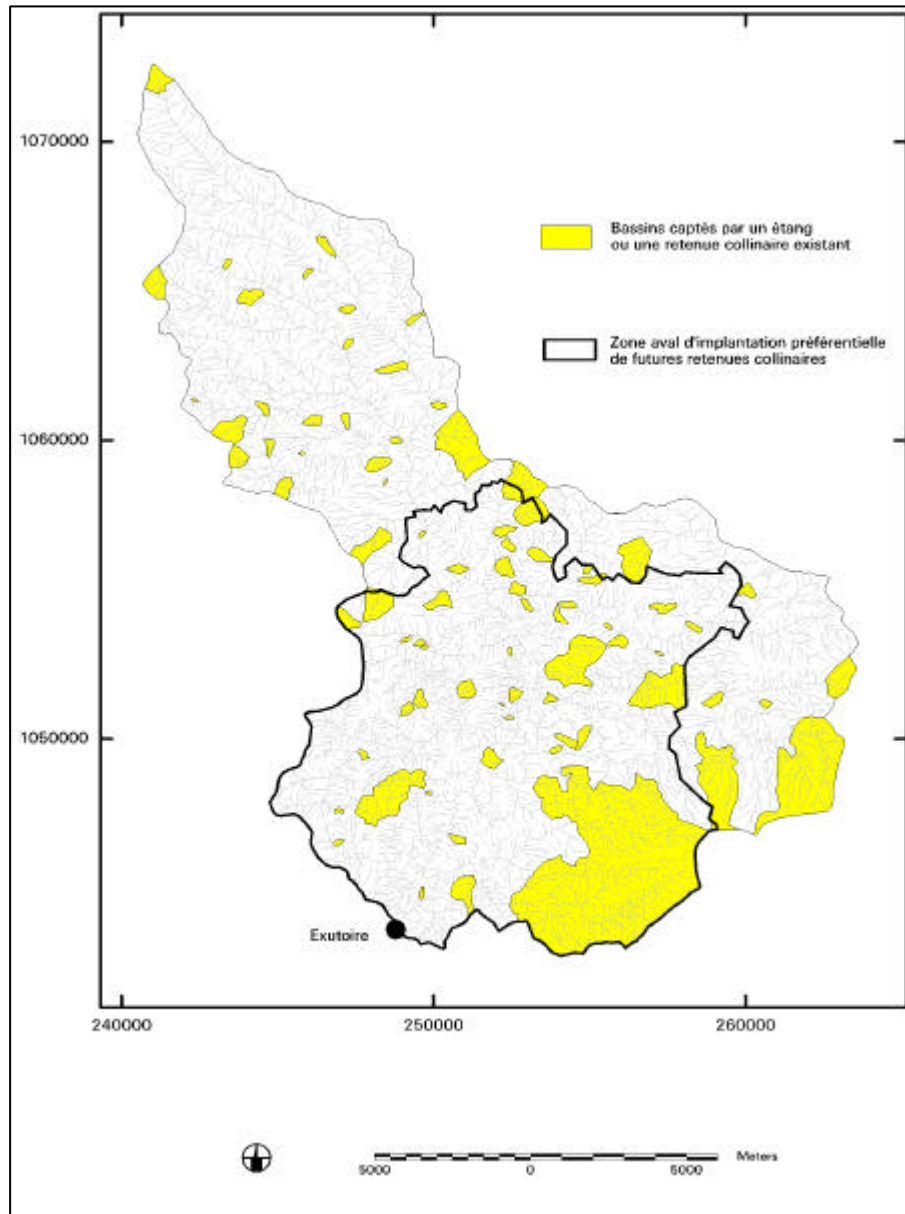 1070000
Bassins captés par un étang
ou une retenue collinaire existant
Zone aval d'implantation préférentielle
de futures retenues collinaires
1060000
1050000
Exutoire
240000
250000
260000
5000
0
5000
Meters